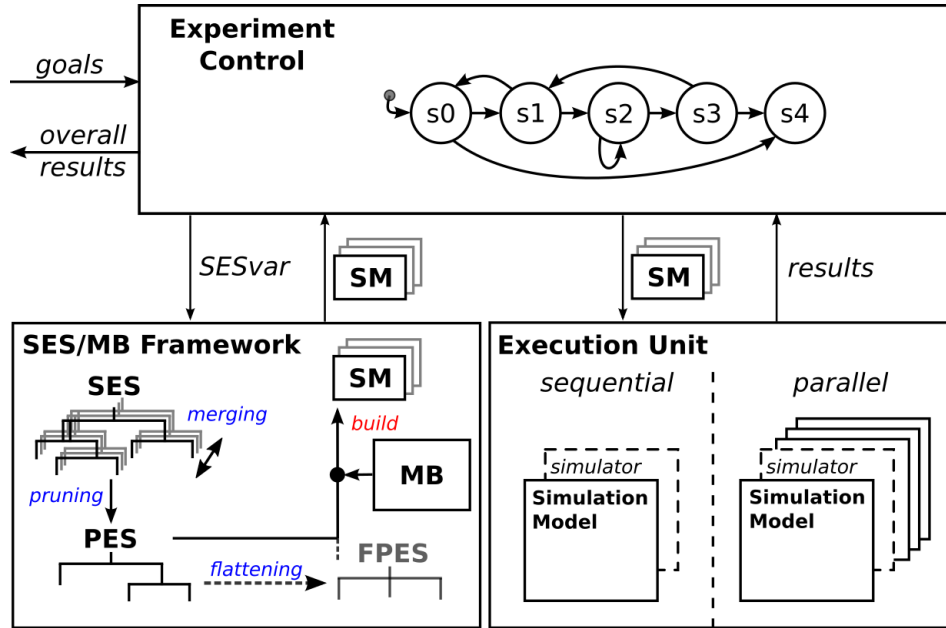 Experiment
Control
goals
overall
results
s0
s1
s2
s3
s4
SESvar
SM
SM
results
SES/MB Framework
SES
merging
pruning
PES
flattening
FPES
SM
build
MB
Execution Unit
sequential
parallel
simulator
Simulation
Model
simulator
Simulation
Model